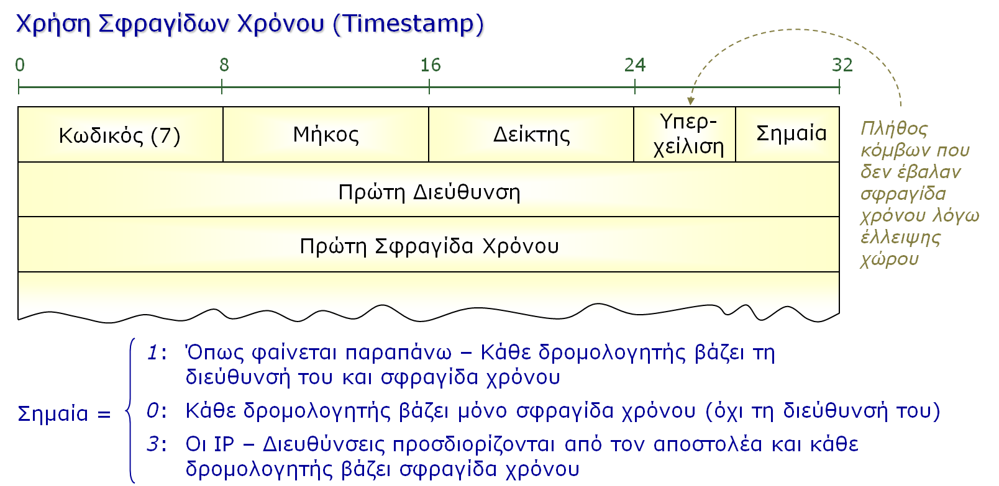 Χρήση Σφραγίδων Χρόνου (Timestamp)
0 8 16 24 32
Κωδικός (7) Μήκος Δείκτης Υπερ-
χείλιση Σημαία
Πρώτη Διεύθυνση
Πρώτη Σφραγίδα Χρόνου
Πλήθος
κόμβων που
δεν έβαλαν
σφραγίδα
χρόνου λόγω
έλλειψης
χώρου
Σημαία =
1: Όπως φαίνεται παραπάνω – Κάθε δρομολογητής βάζει τη
διεύθυνσή του και σφραγίδα χρόνου
0: Κάθε δρομολογητής βάζει μόνο σφραγίδα χρόνου (όχι τη διεύθυνσή του)
3: Οι IP – Διευθύνσεις προσδιορίζονται από τον αποστολέα και κάθε
δρομολογητής βάζει σφραγίδα χρόνου